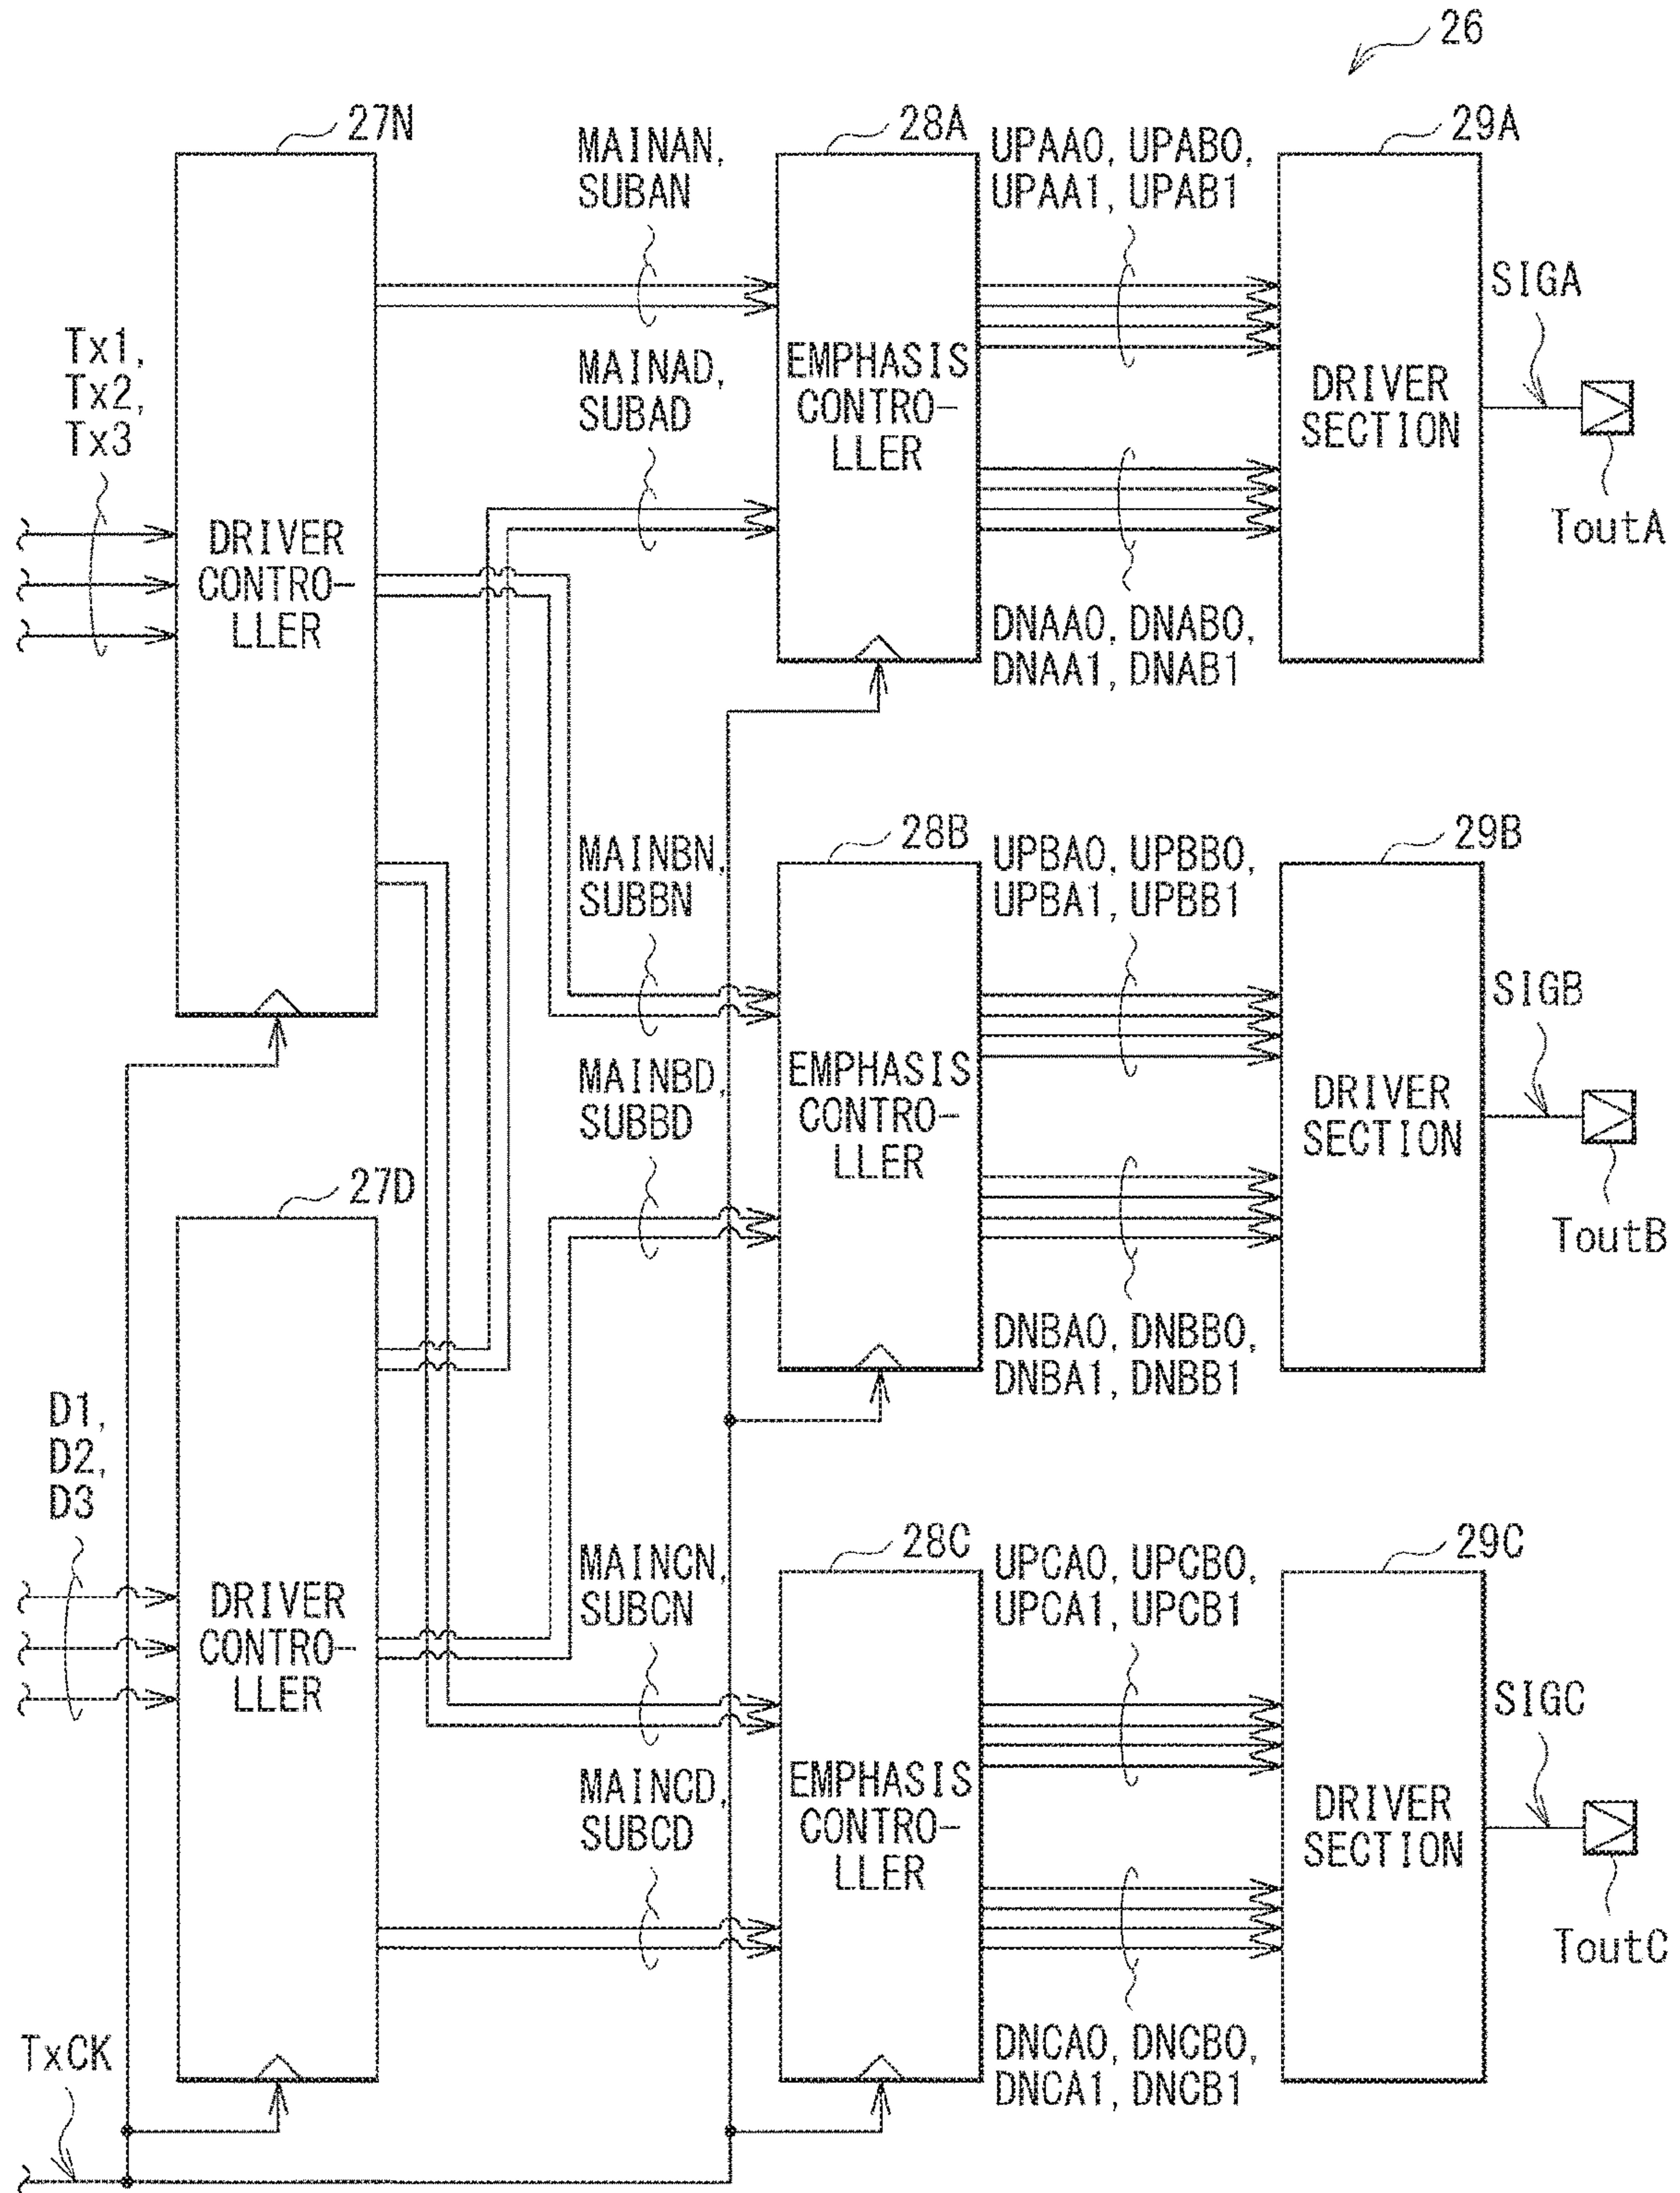 26
27N
MAINAN,
SUBAN
28A
UPAA0, UPAB0,
UPAA1, UPAB1
29A
Tx1,
Tx2,
Tx3
DRIVER
CONTRO-
LLER
MAINAD,
SUBAD
EMPHASIS
CONTRO-
LLER
DRIVER
SECTION
SIGA
ToutA
DNAA0, DNAB0,
DNAA1, DNAB1
MAINBN,
SUBBN
28B
UPBA0, UPBB0,
UPBA1, UPBB1
29B
MAINBD,
SUBBD
EMPHASIS
CONTRO-
LLER
DRIVER
SECTION
SIGB
ToutB
DNBA0, DNBB0,
DNBA1, DNBB1
27D
D1,
D2,
D3
DRIVER
CONTRO-
LLER
MAINCN,
SUBCN
28C
UPCA0, UPCB0,
UPCA1, UPCB1
29C
MAINCD,
SUBCD
EMPHASIS
CONTRO-
LLER
DRIVER
SECTION
SIGC
ToutC
DNCA0, DNCB0,
DNCA1, DNCB1
TxCK